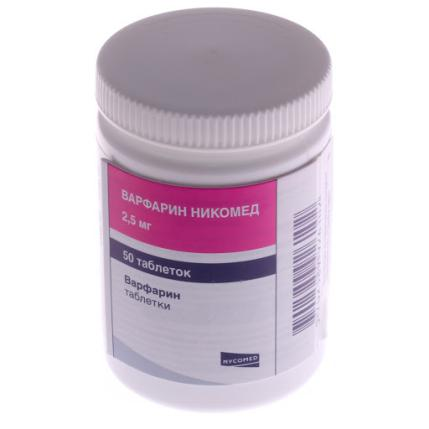 ВАРФАРИН НИКОМЕД
2,5 мг
50 таблеток
Варфарин
таблетки
NYCOMED